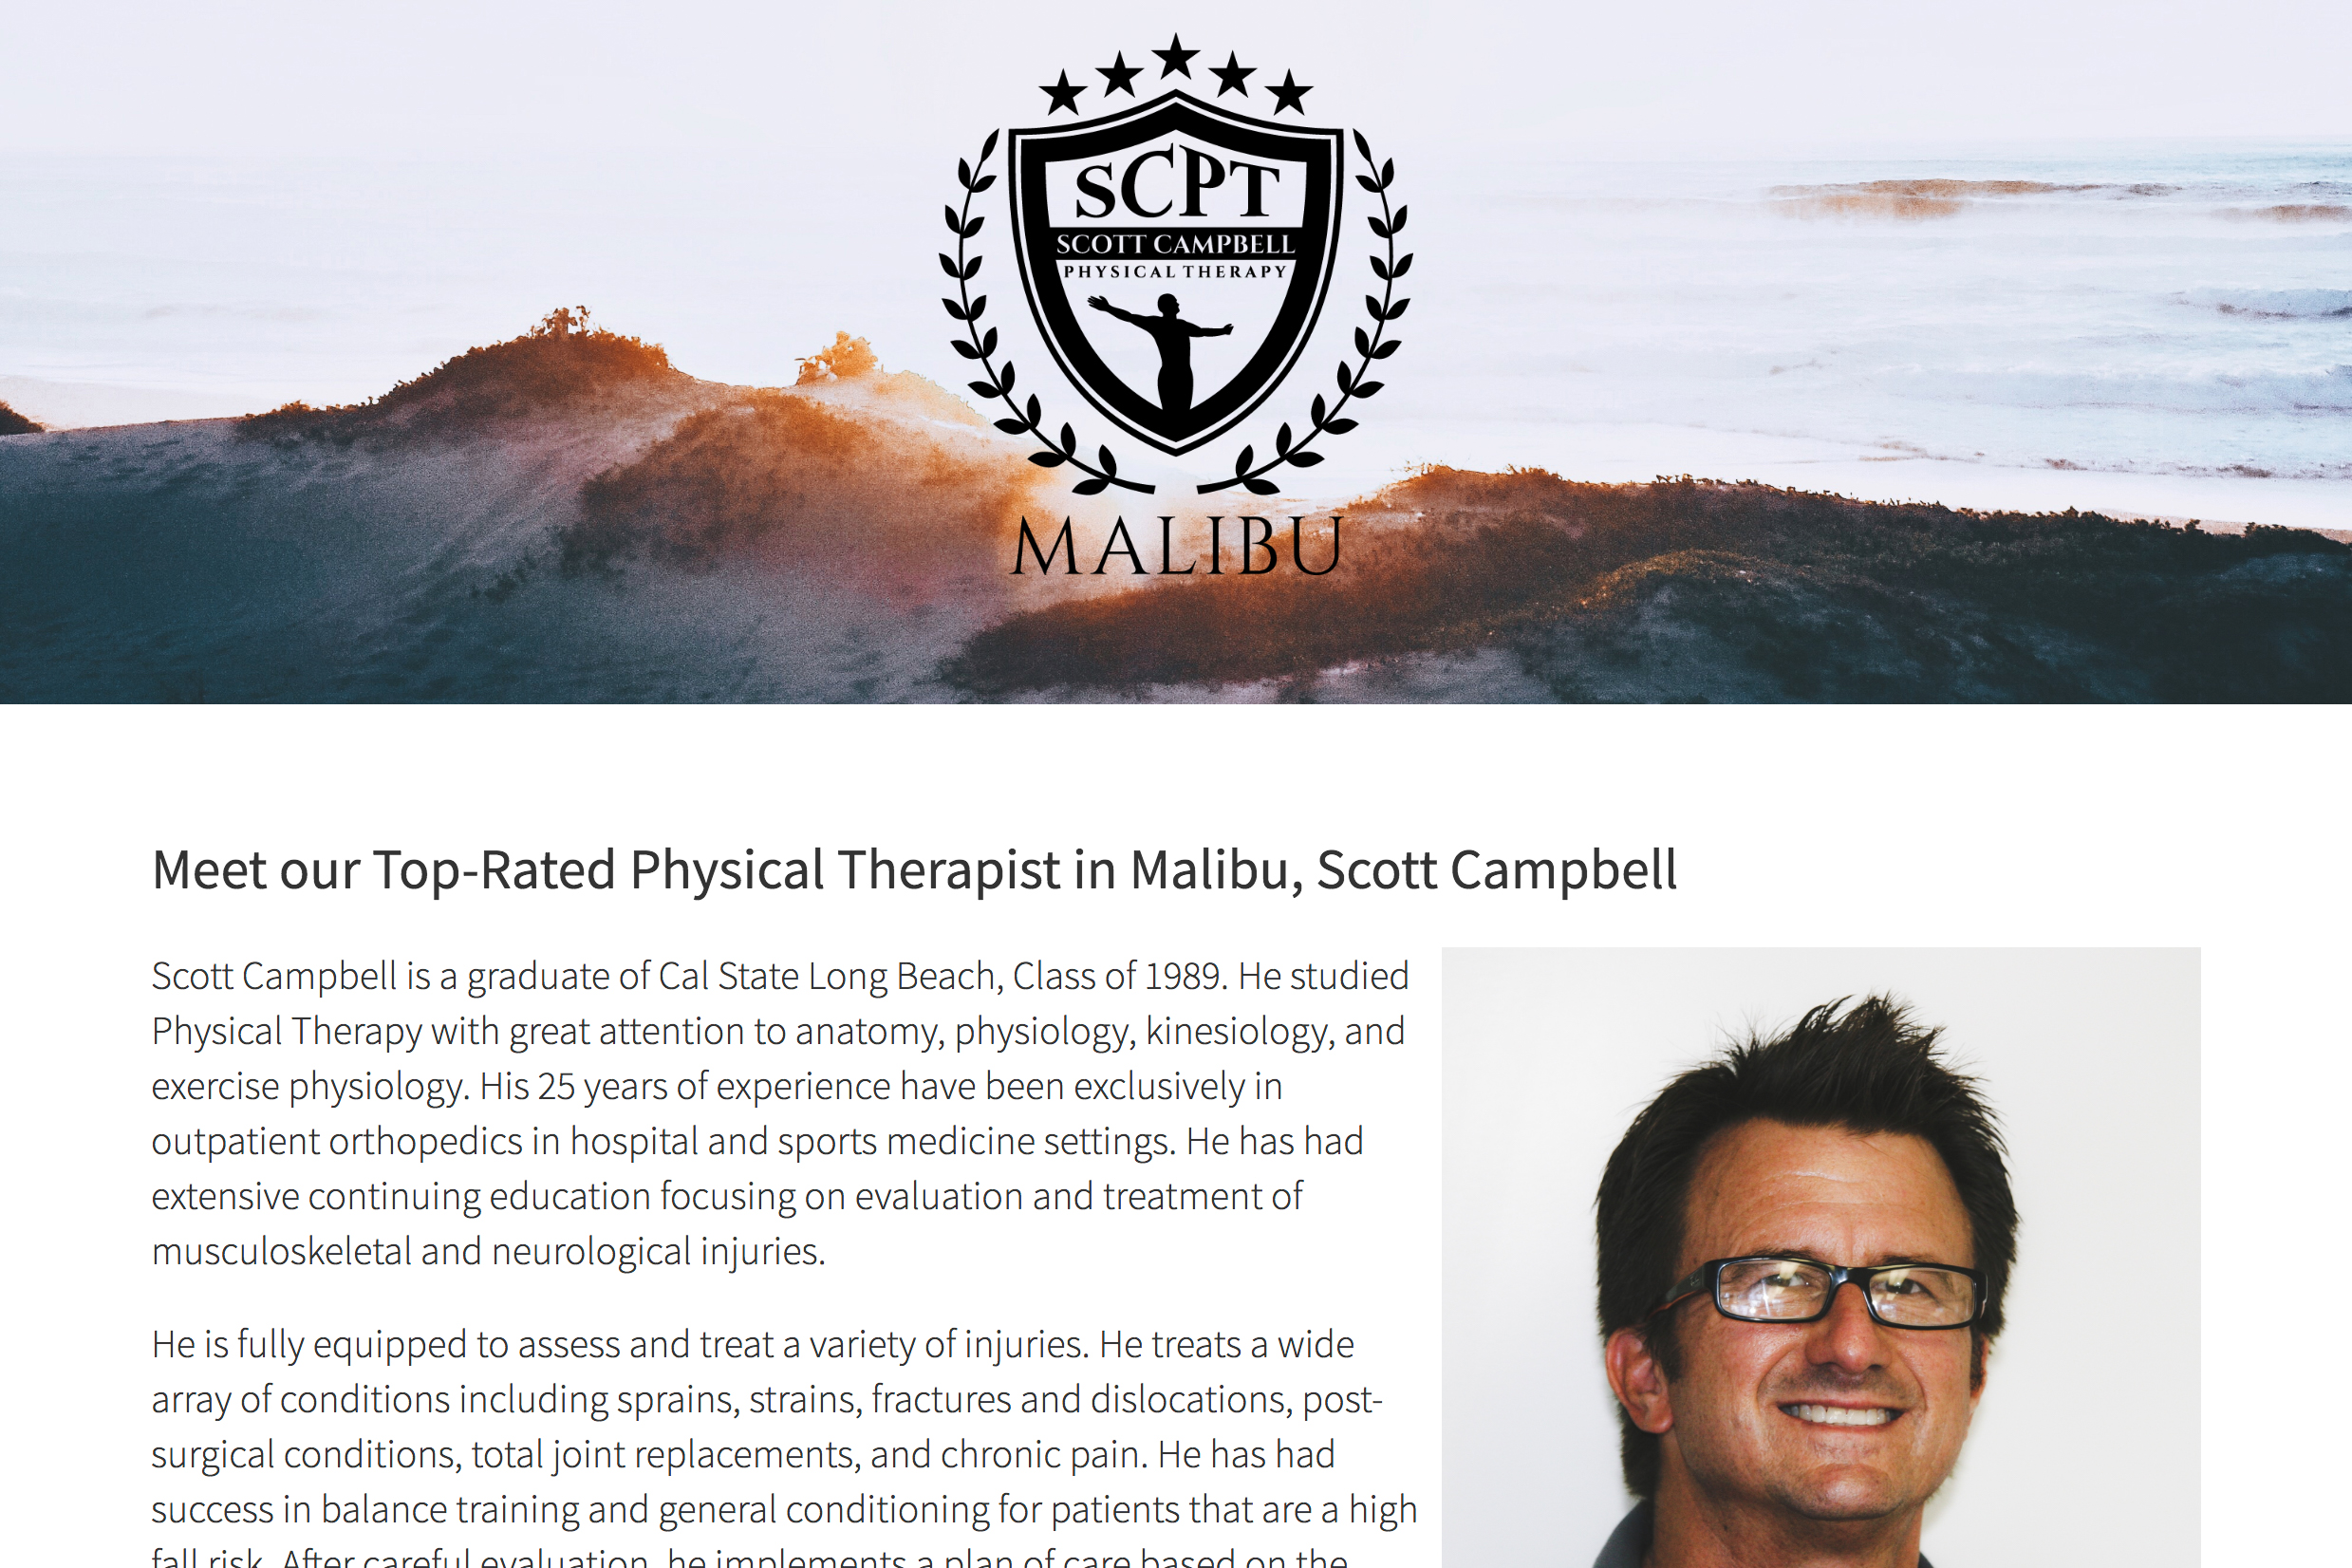 SCPT
SCOTT CAMPBELL
PHYSICAL THERAPY
MALIBU
Meet our Top-Rated Physical Therapist in Malibu, Scott Campbell
Scott Campbell is a graduate of Cal State Long Beach, Class of 1989. He studied
Physical Therapy with great attention to anatomy, physiology, kinesiology, and
exercise physiology. His 25 years of experience have been exclusively in
outpatient orthopedics in hospital and sports medicine settings. He has had
extensive continuing education focusing on evaluation and treatment of
musculoskeletal and neurological injuries.
He is fully equipped to assess and treat a variety of injuries. He treats a wide
array of conditions including sprains, strains, fractures and dislocations, post-
surgical conditions, total joint replacements, and chronic pain. He has had
success in balance training and general conditioning for patients that are a high
fall risk. After careful evaluation, he implements a plan of care based on the